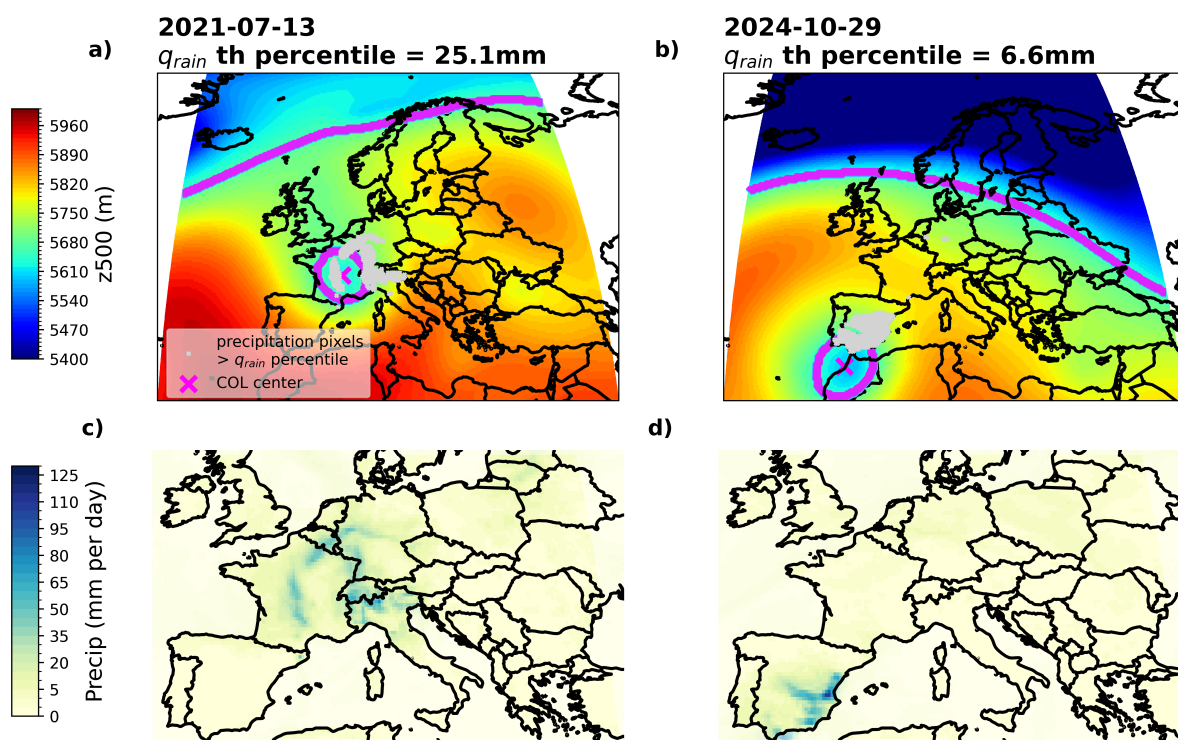 2021-07-13
a) q_rain th percentile = 25.1mm
2024-10-29
b) q_rain th percentile = 6.6mm
5960
5890
5820
5750
5680
5610
5540
5470
5400
z500 (m)
precipitation pixels
> q_rain percentile
COL center
c)
d)
125
110
95
80
65
50
35
20
5
0
Precip (mm per day)